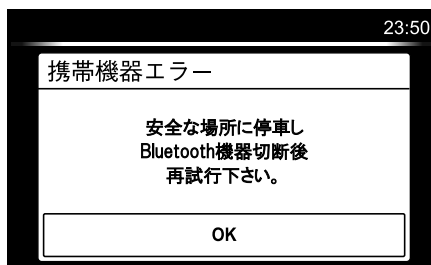 23:50
携帯機器エラー
安全な場所に停車し
Bluetooth機器切断後
再試行下さい。
OK